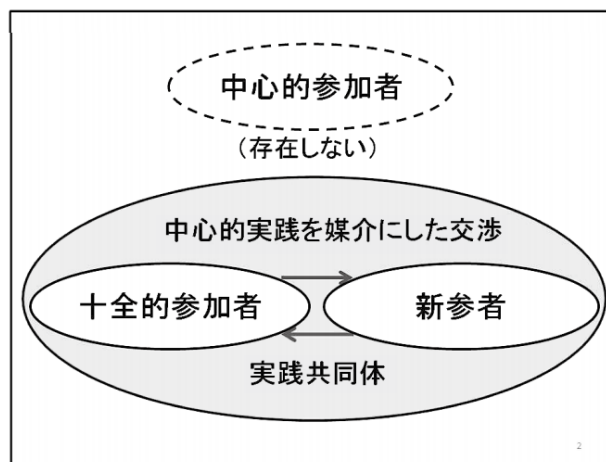 中心的参加者
(存在しない)
中心的実践を媒介にした交渉
十全的参加者
新参者
実践共同体
2